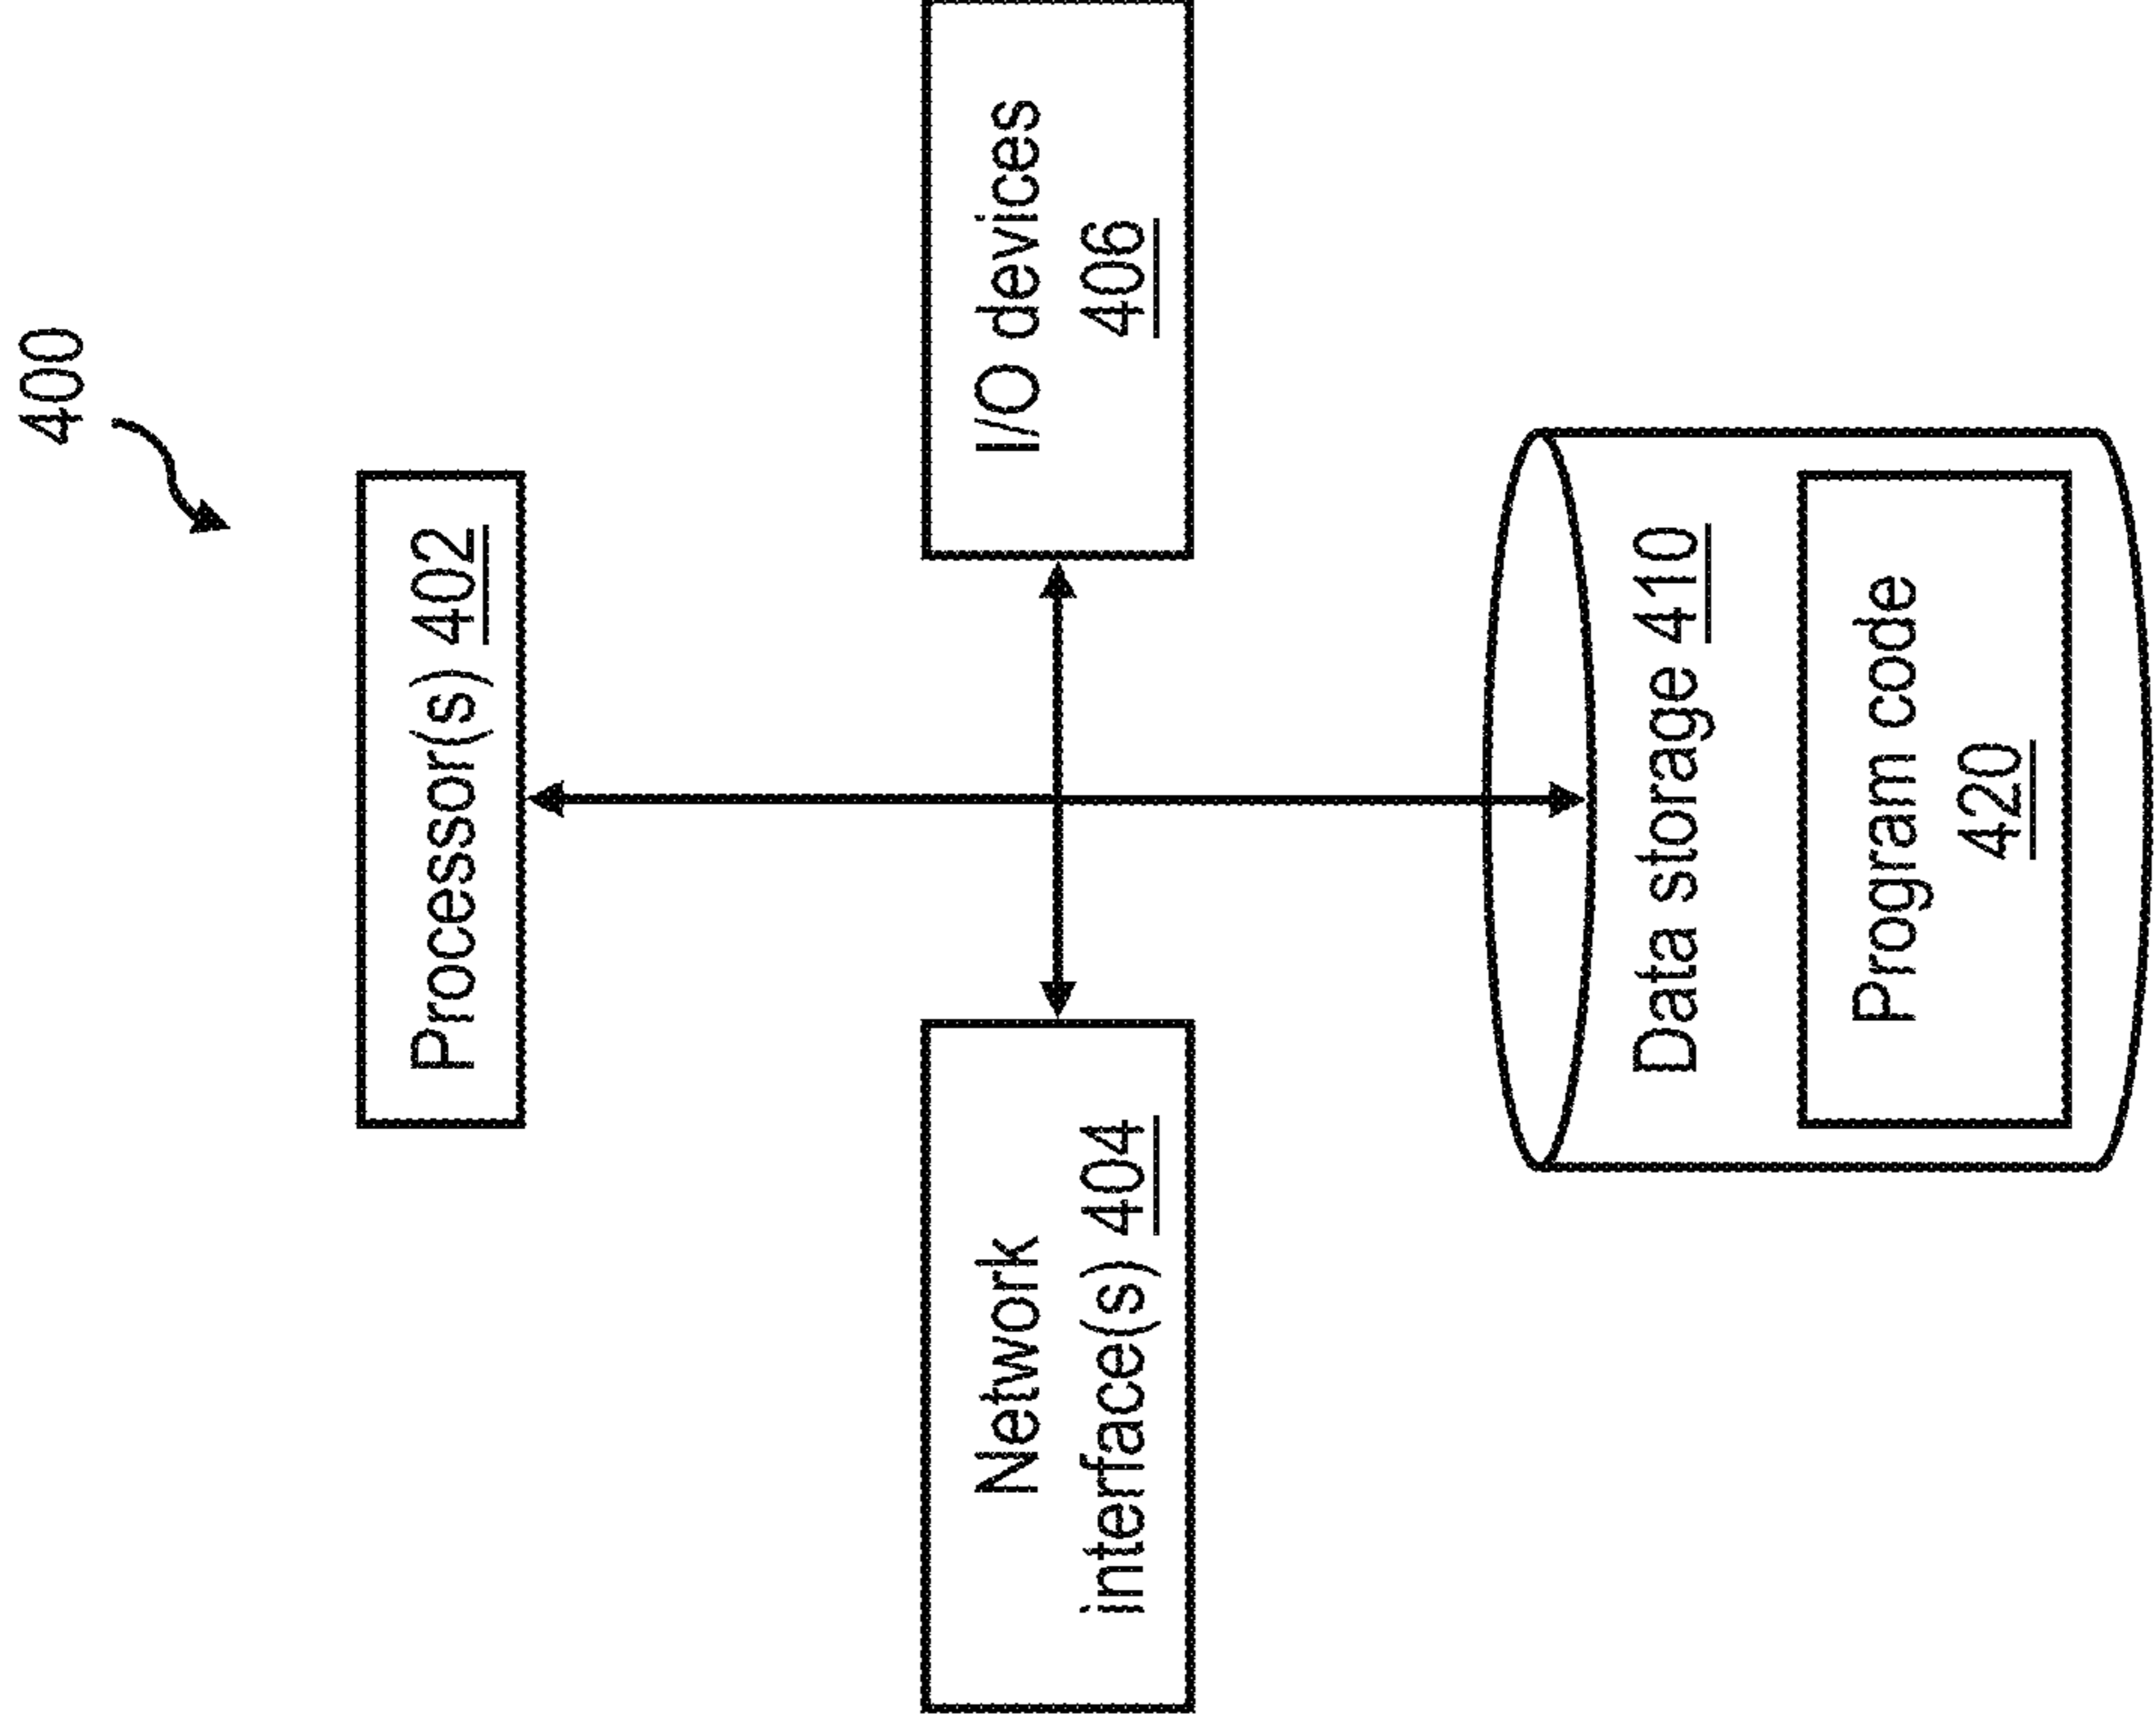 400
Processor(s) 402
Network
interface(s) 404
I/O devices
406
Data storage 410
Program code
420